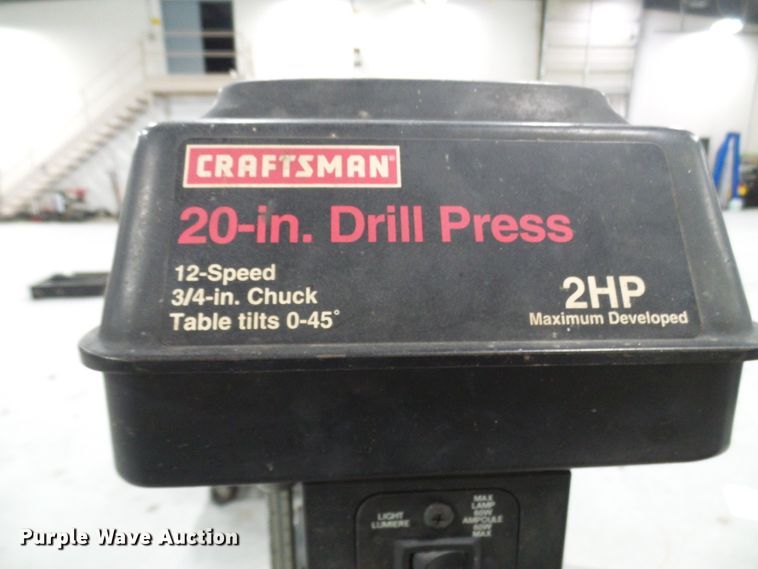 CRAFTSMAN
20-in. Drill Press
12-Speed
3/4-in. Chuck
Table tilts 0-45°
2HP
Maximum Developed
LIGHT
LUMIERE
MAX
LAMP
60W
AMPOULE
60W
MAX
Purple Wave Auction